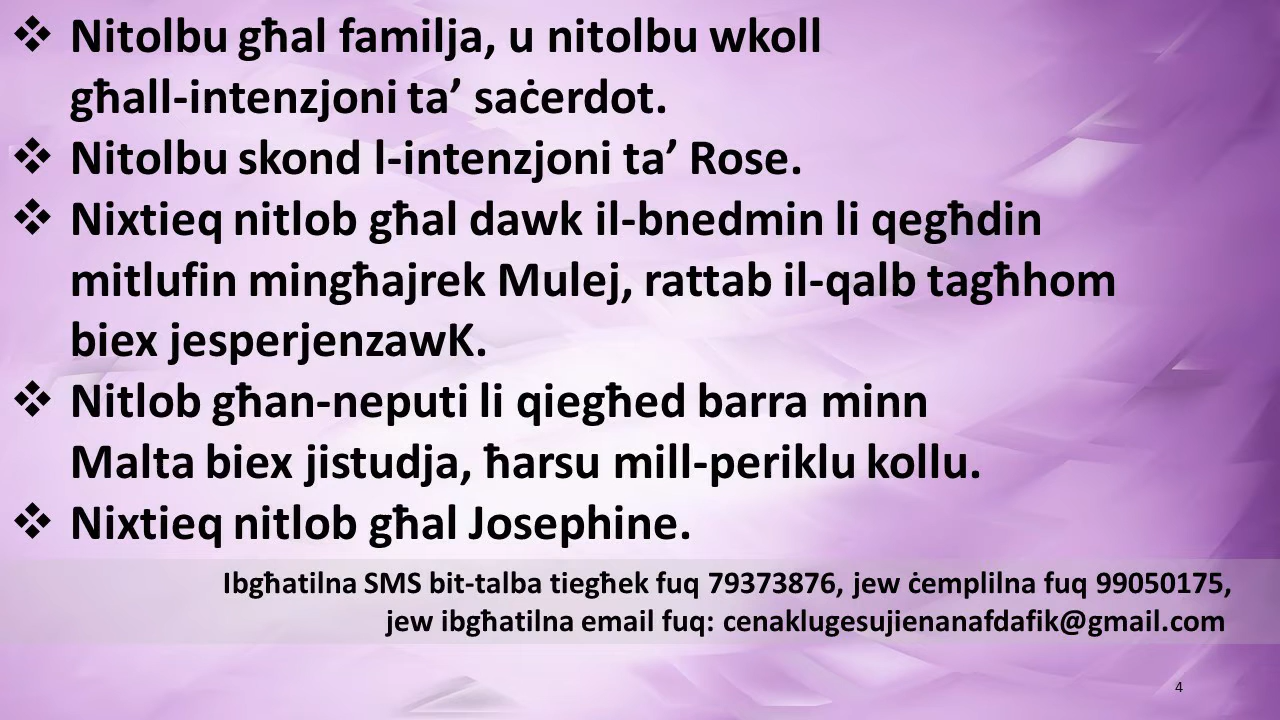 ❖ Nitolbu għal familja, u nitolbu wkoll
għall-intenzjoni ta’ saċerdot.
❖ Nitolbu skond l-intenzjoni ta’ Rose.
❖ Nixtieq nitlob għal dawk il-bnedmin li qegħdin
mitlufin mingħajrek Mulej, rattab il-qalb tagħhom
biex jesperjenzawK.
❖ Nitlob għan-neputi li qiegħed barra minn
Malta biex jistudja, ħarsu mill-periklu kollu.
❖ Nixtieq nitlob għal Josephine.
Ibgħatilna SMS bit-talba tiegħek fuq 79373876, jew ċemplilna fuq 99050175,
jew ibgħatilna email fuq: cenaklugesujienanafdafik@gmail.com
4